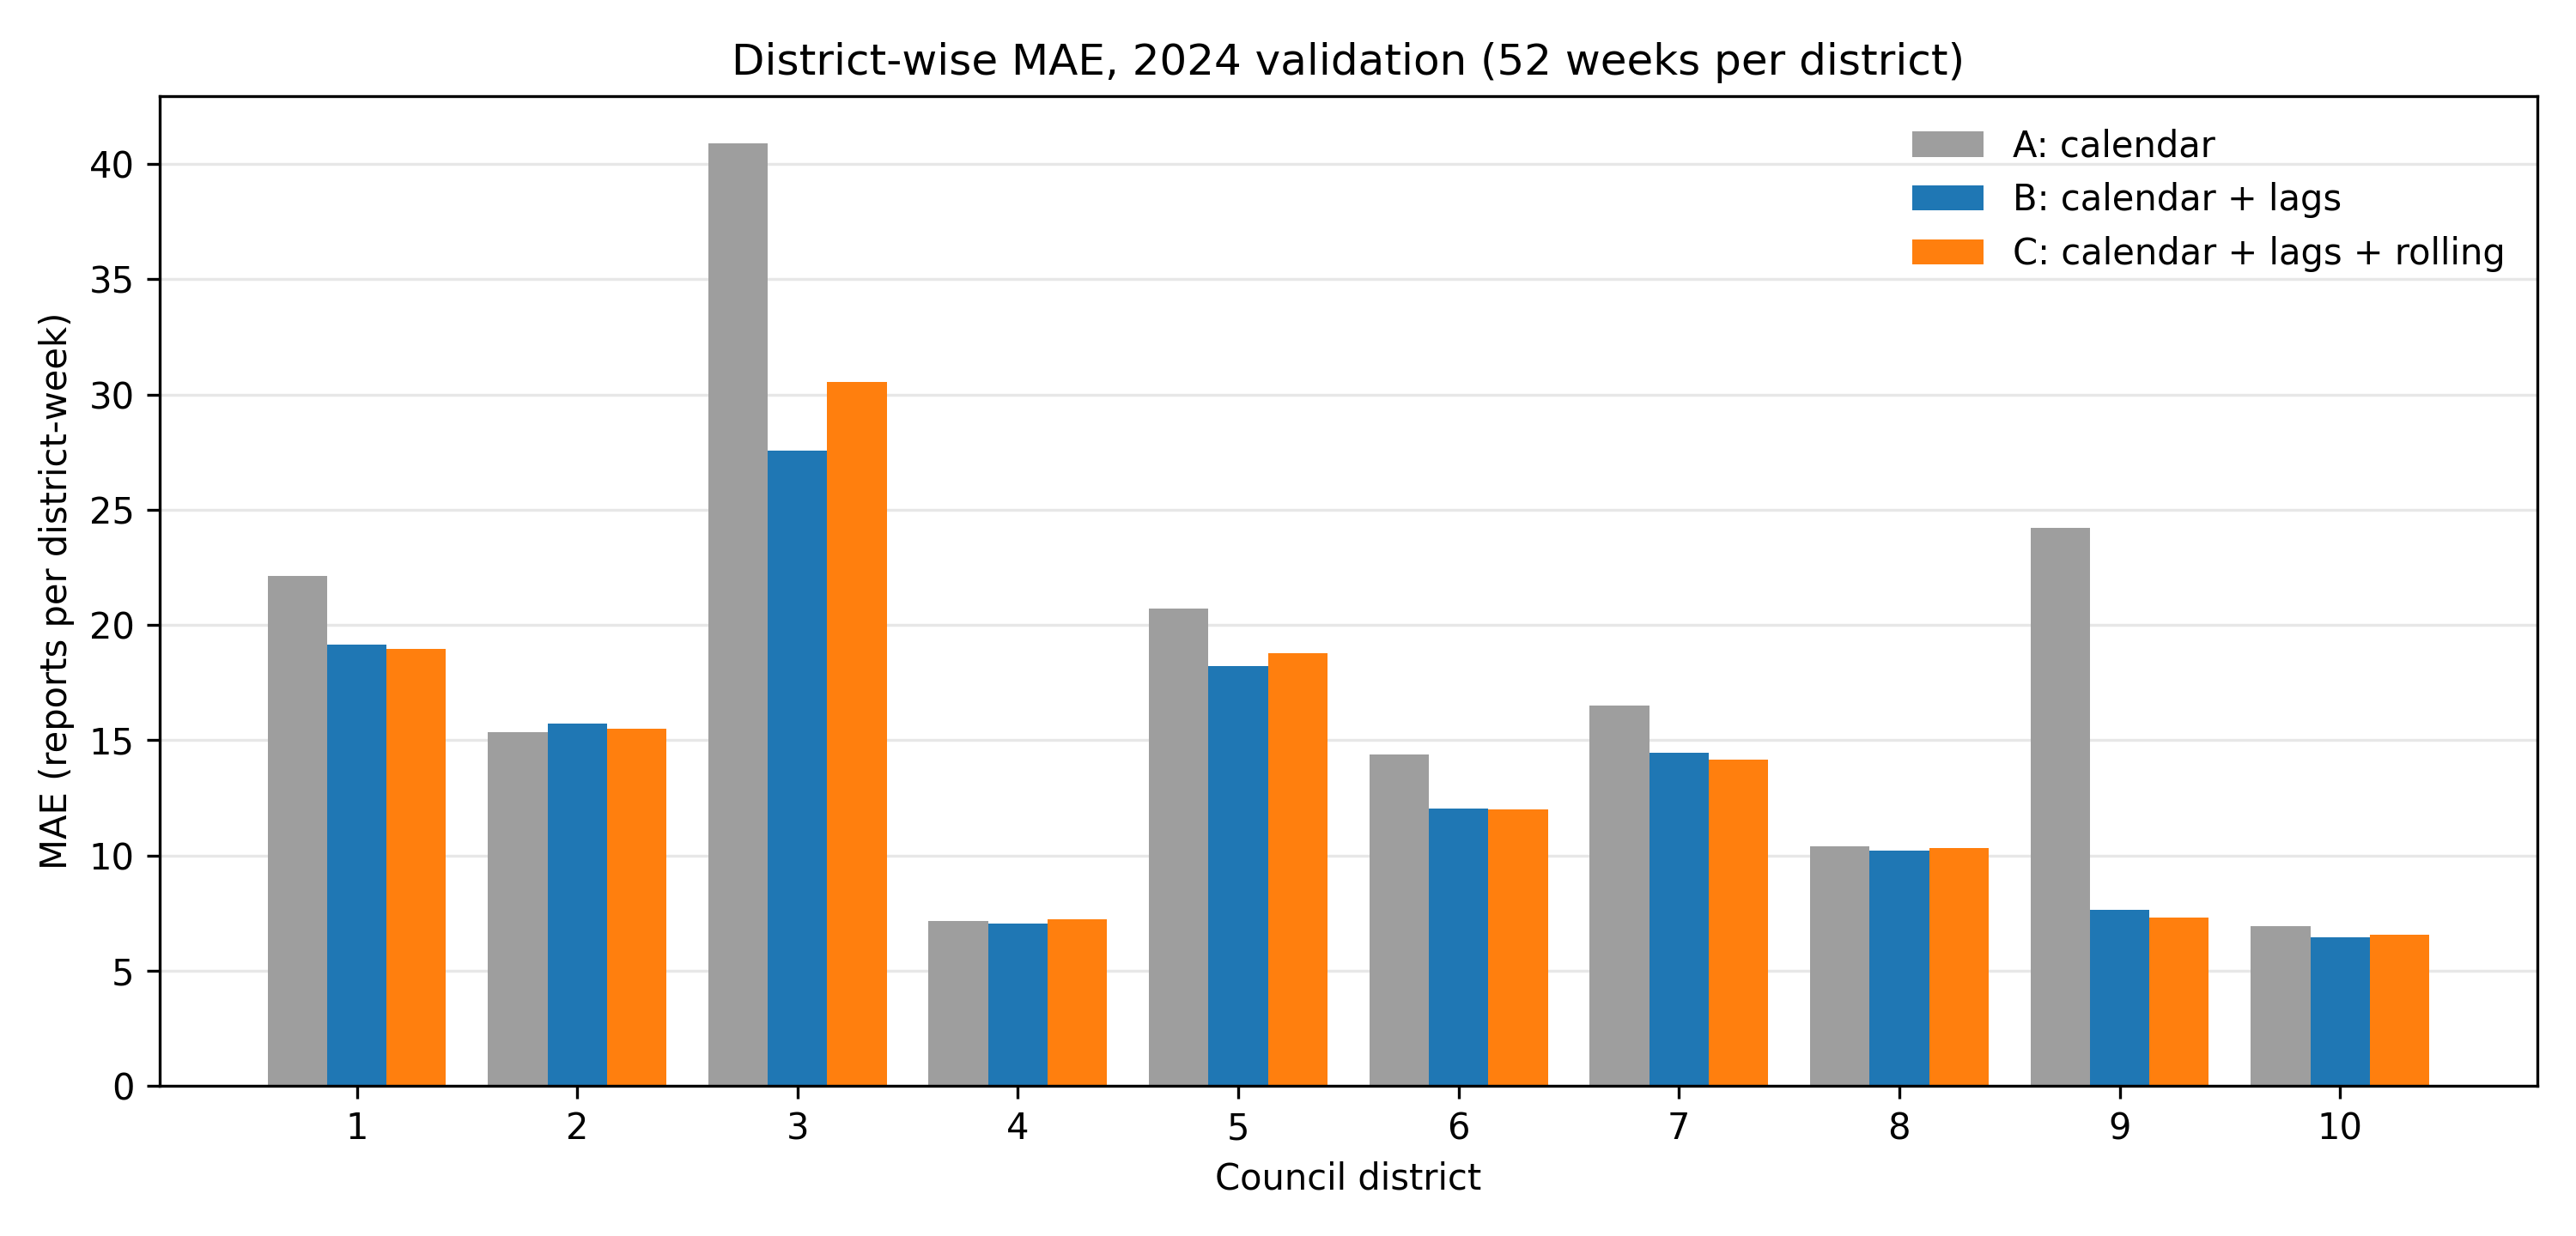 District-wise MAE, 2024 validation (52 weeks per district)
A: calendar
B: calendar + lags
C: calendar + lags + rolling
MAE (reports per district-week)
40
35
30
25
20
15
10
5
0
1 2 3 4 5 6 7 8 9 10
Council district